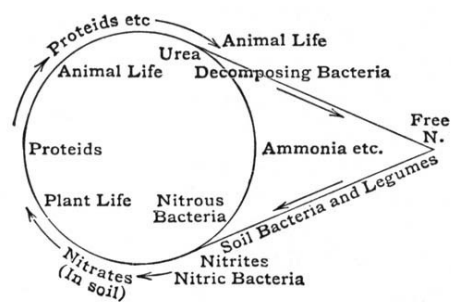 Proteids etc
Animal Life
Urea
Animal Life
Decomposing Bacteria
Free
N.
Proteids
Ammonia etc.
Plant Life
Nitrous
Bacteria
Soil Bacteria and Legumes
Nitrates
(In soil)
Nitrites
Nitric Bacteria